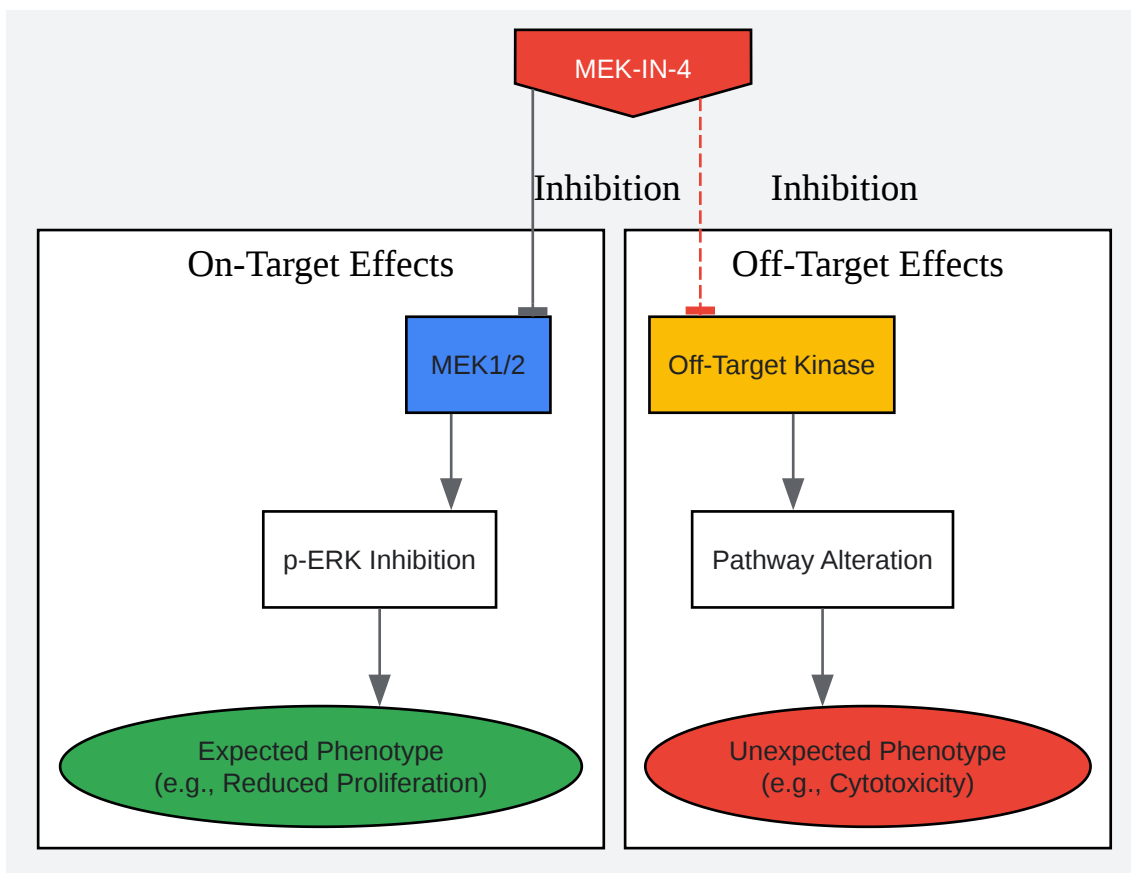 MEK-IN-4
Inhibition
Inhibition
On-Target Effects
Off-Target Effects
MEK1/2
Off-Target Kinase
p-ERK Inhibition
Pathway Alteration
Expected Phenotype
(e.g., Reduced Proliferation)
Unexpected Phenotype
(e.g., Cytotoxicity)